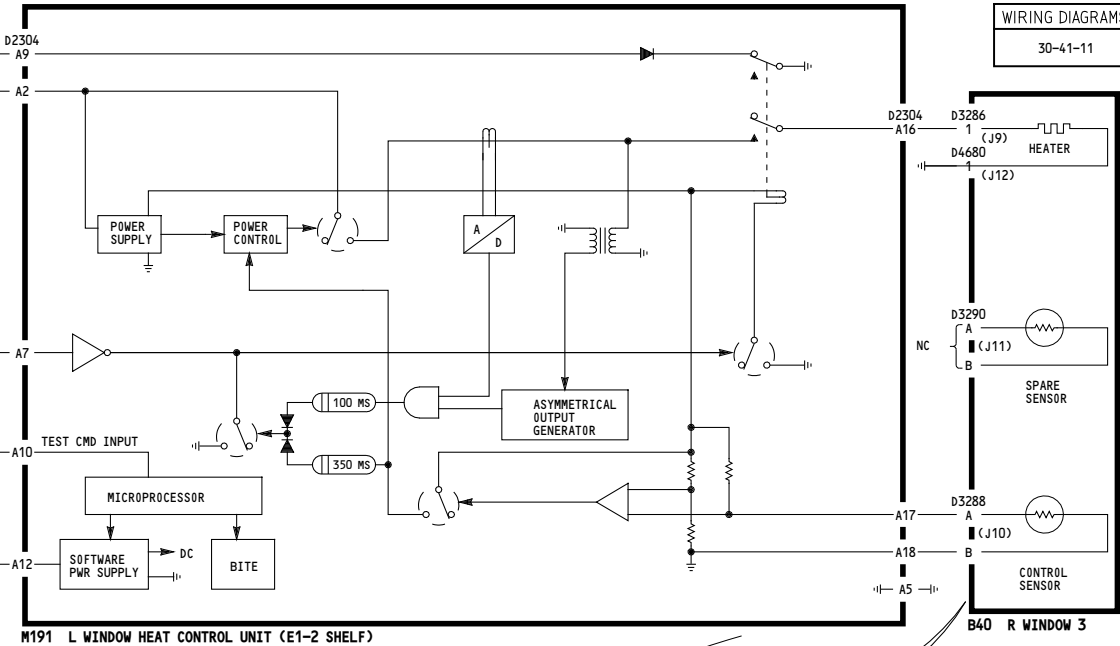 WIRING DIAGRAM
30-41-11
D2304
A9
A2
D2304
A16
D3286
1
(J9)
HEATER
D4680
1
(J12)
POWER
SUPPLY
POWER
CONTROL
A
D
D3290
A
NC
(J11)
B
A7
SPARE
SENSOR
100 MS
ASYMMETRICAL
OUTPUT
GENERATOR
A10
TEST CMD INPUT
350 MS
MICROPROCESSOR
D3288
A17
A
(J10)
A18
B
A12
SOFTWARE
PWR SUPPLY
DC
BITE
CONTROL
SENSOR
A5
M191 L WINDOW HEAT CONTROL UNIT (E1-2 SHELF)
B40 R WINDOW 3